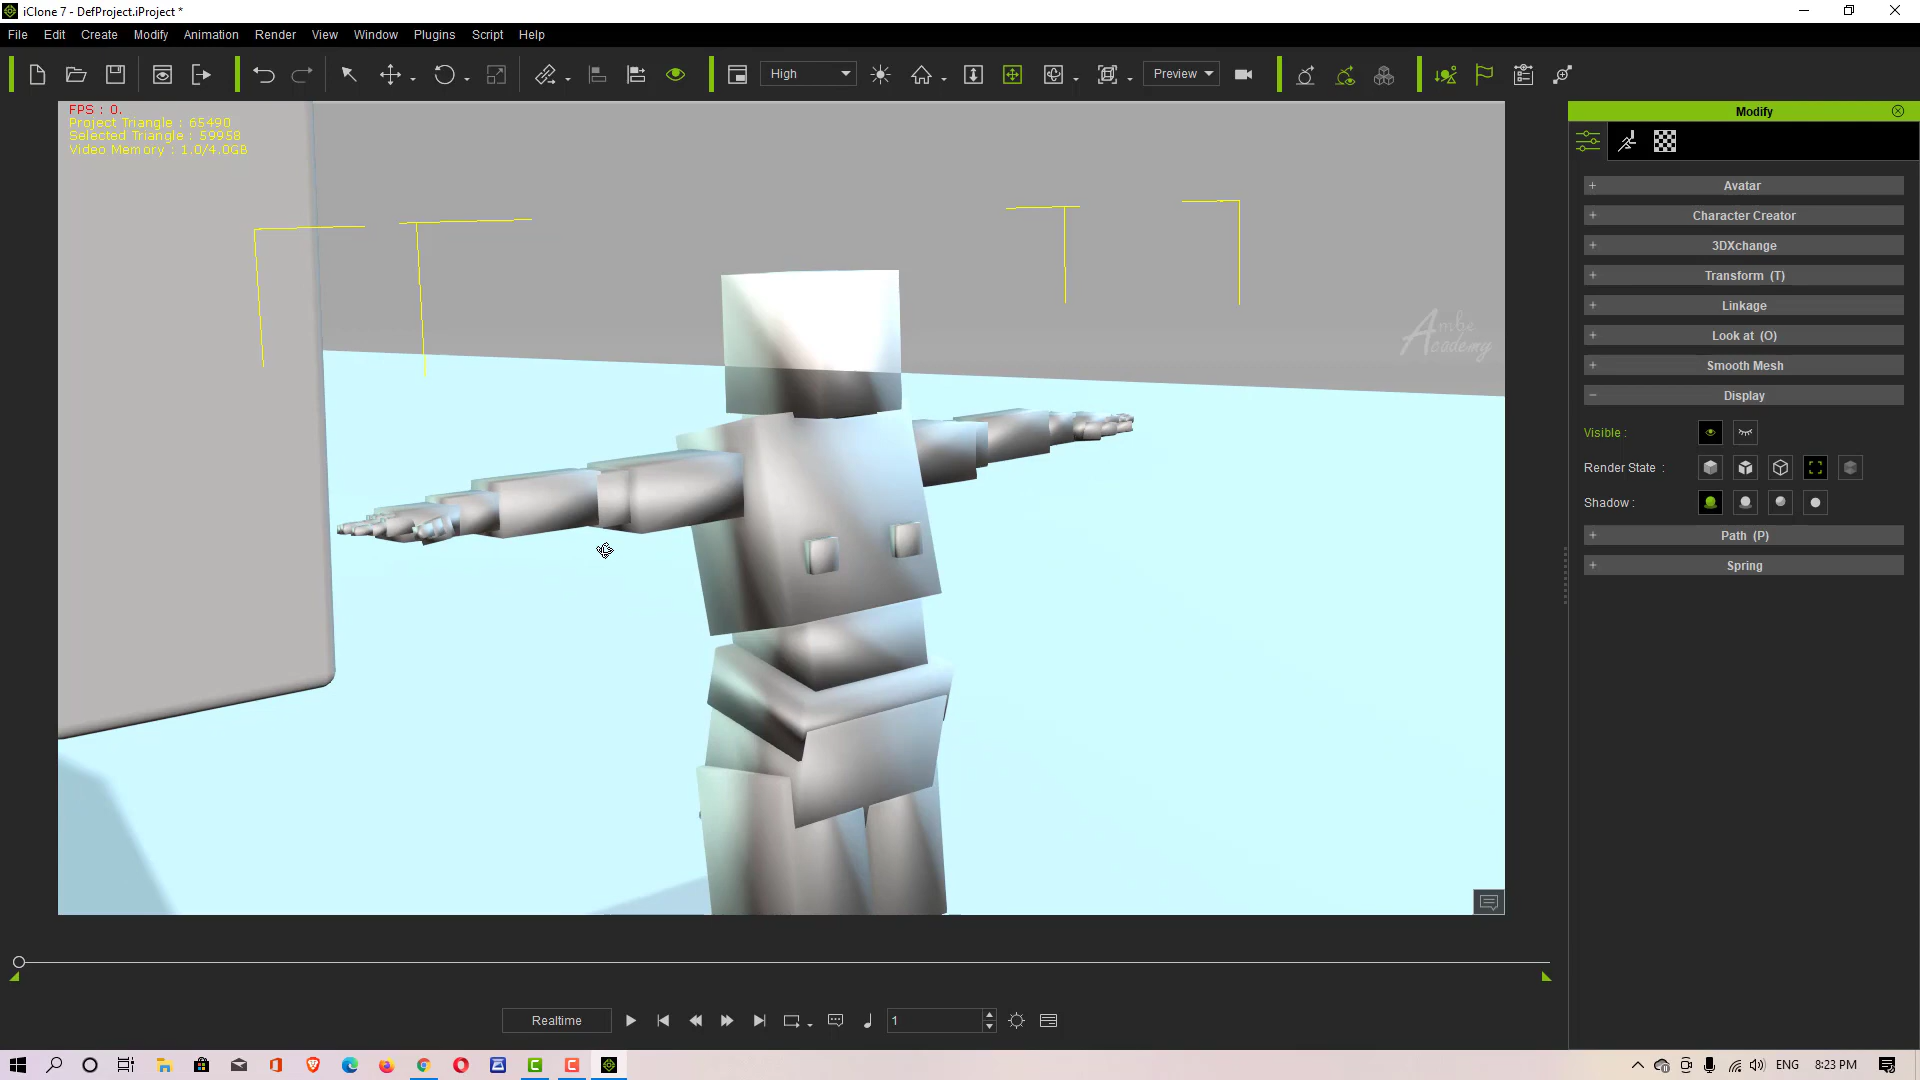 iClone 7 - DefProject.iProject *
File Edit Create Modify Animation Render View Window Plugins Script Help
High Preview
FPS : 0.
Project Triangle : 65490
Selected Triangle : 59958
Video Memory : 1.0/4.0GB
Ambe
Academy
Modify
Avatar
Character Creator
3DXchange
Transform (T)
Linkage
Look at (O)
Smooth Mesh
Display
Visible :
Render State :
Shadow :
Path (P)
Spring
Realtime 1
ENG 8:23 PM